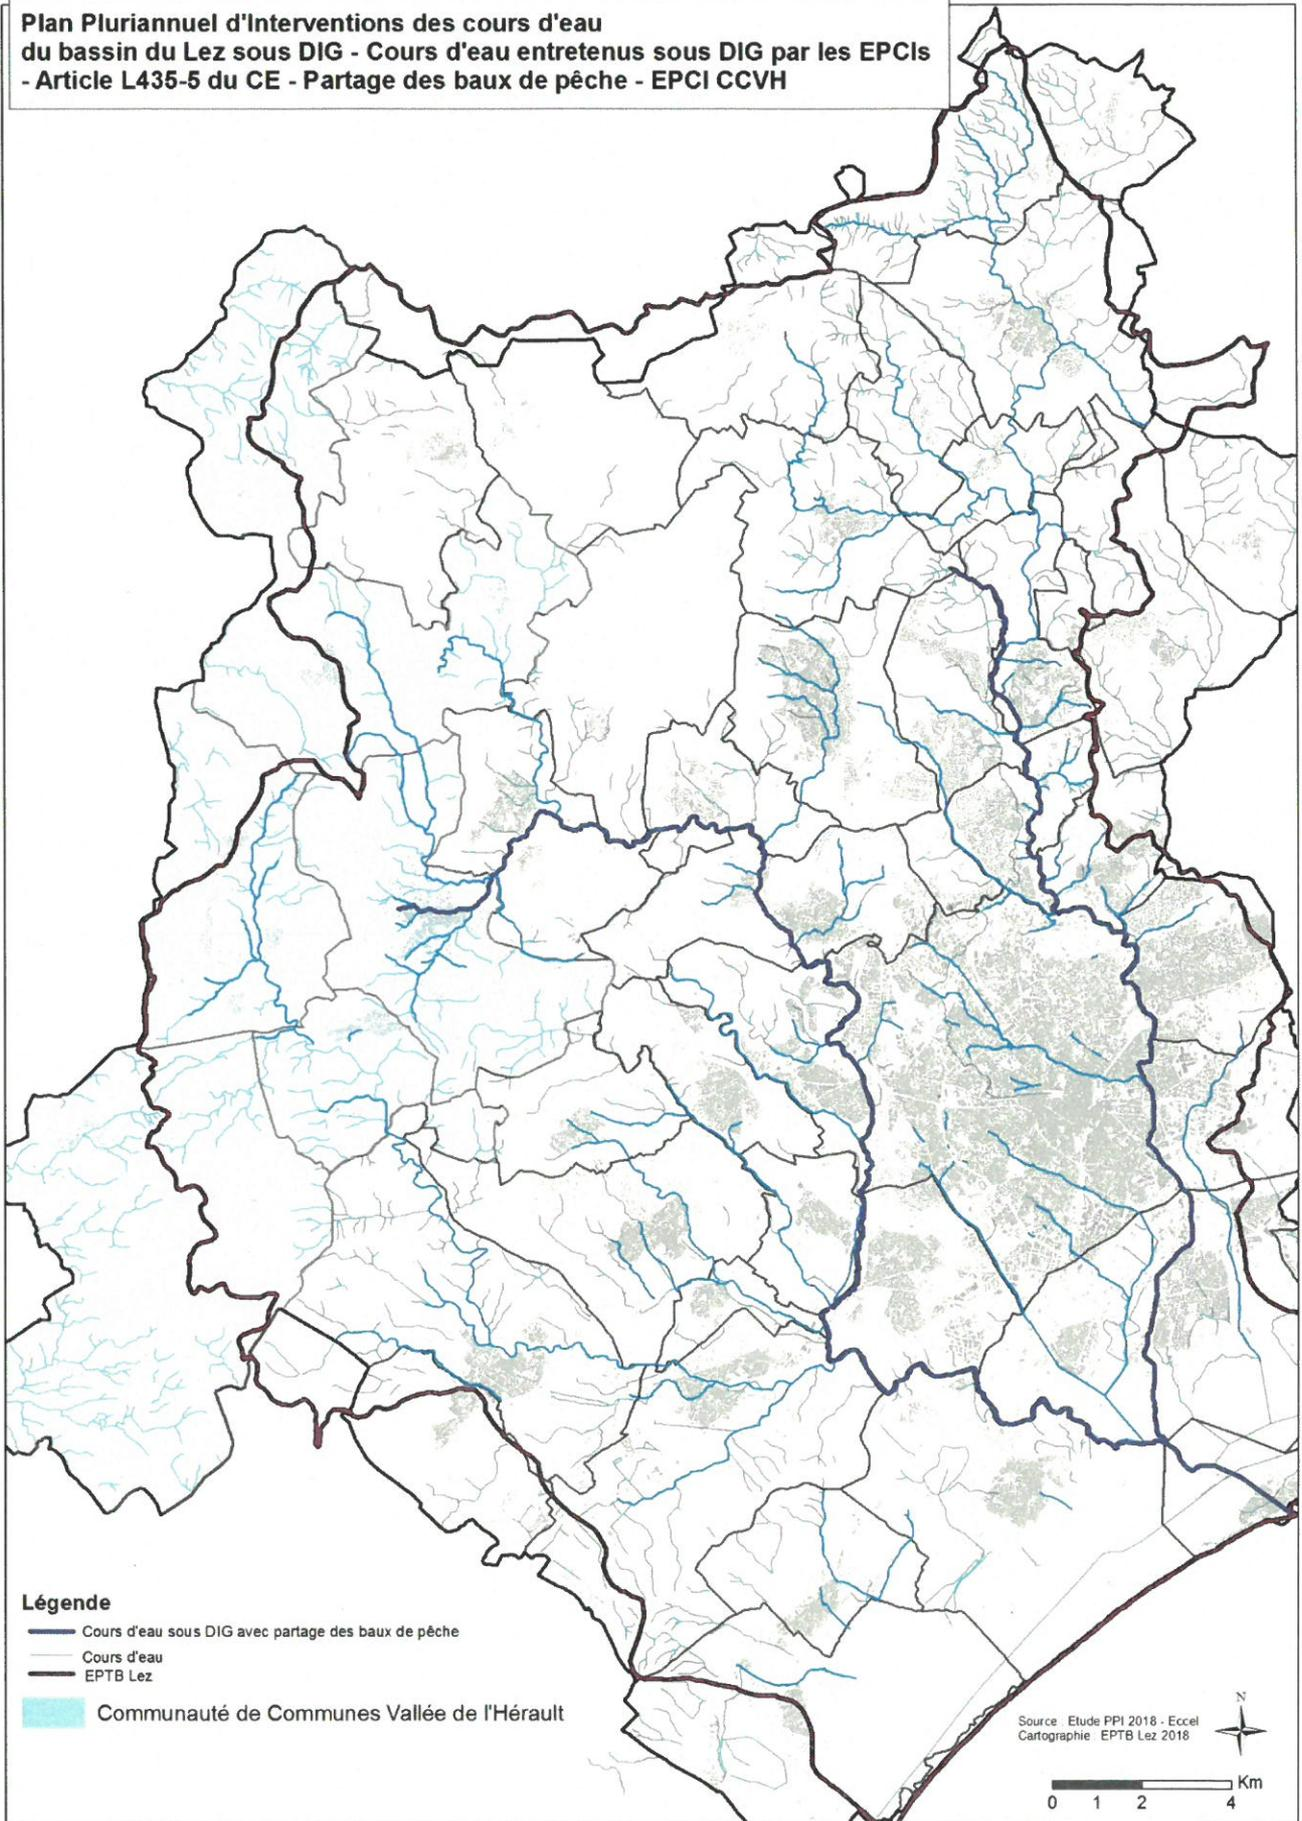 Plan Pluriannuel d'Interventions des cours d'eau
du bassin du Lez sous DIG - Cours d'eau entretenus sous DIG par les EPCIs
- Article L435-5 du CE - Partage des baux de pêche - EPCI CCVH
Légende
Cours d'eau sous DIG avec partage des baux de pêche
Cours d'eau
EPTB Lez
Communauté de Communes Vallée de l'Hérault
N
Source : Etude PPI 2018 - Eccel
Cartographie : EPTB Lez 2018
Km
0 1 2 4